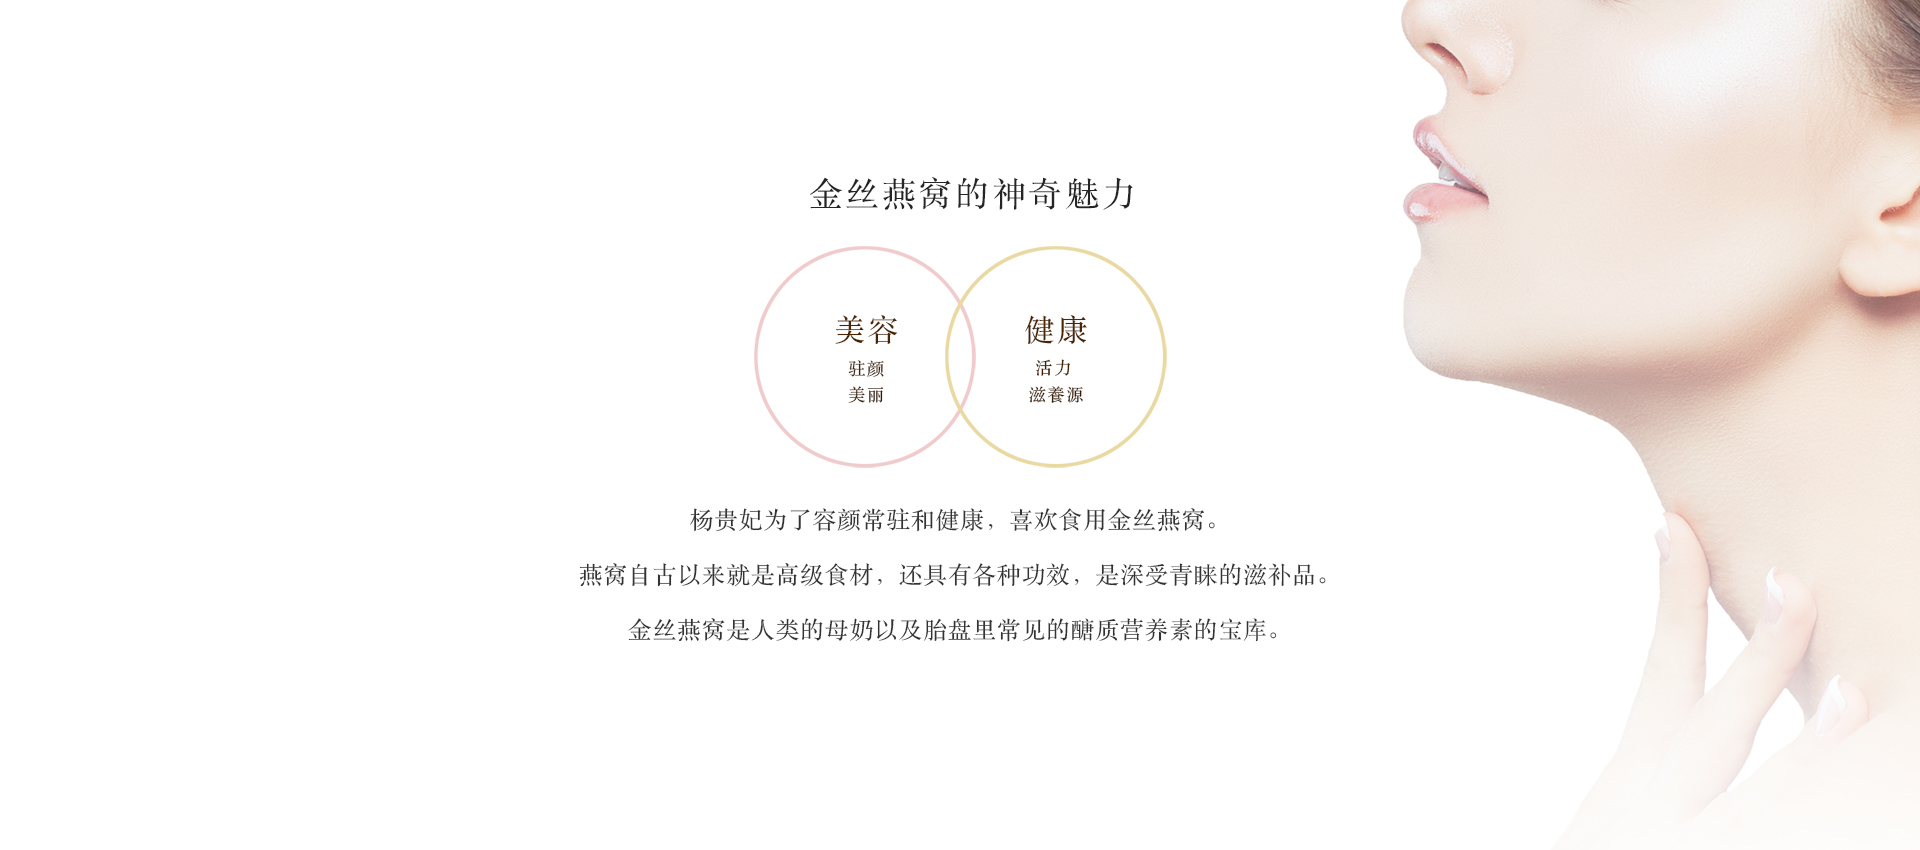 金丝燕窝的神奇魅力
美容
驻颜
美丽
健康
活力
滋養源
杨贵妃为了容颜常驻和健康，喜欢食用金丝燕窝。
燕窝自古以来就是高级食材，还具有各种功效，是深受青睐的滋补品。
金丝燕窝是人类的母奶以及胎盘里常见的醣质营养素的宝库。